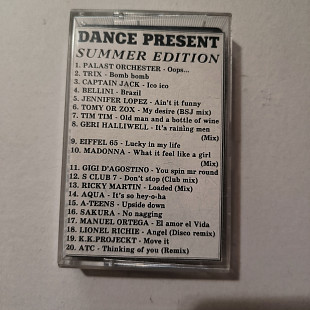 DANCE PRESENT
SUMMER EDITION
1. PALAST ORCHESTER - Oops...
2. TRIX - Bomb bomb
3. CAPTAIN JACK - Ico ico
4. BELLINI - Brazil
5. JENNIFER LOPEZ - Ain't it funny
6. TOMY OR ZOX - My desire (BSJ mix)
7. TIM TIM - Old man and a bottle of wine
8. GERI HALLIWELL - It's raining men
(Mix)
9. EIFFEL 65 - Lucky in my life
10. MADONNA - What it feel like a girl
(Mix)
11. GIGI D'AGOSTINO - You spin mr round
12. S CLUB 7 - Don't stop (Club mix)
13. RICKY MARTIN - Loaded (Mix)
14. AQUA - It's so hey-o-ha
15. A-TEENS - Upside down
16. SAKURA - No nagging
17. MANUEL ORTEGA - El amor el Vida
18. LIONEL RICHIE - Angel (Disco remix)
19. K.K.PROJECKT - Move it
20. ATC - Thinking of you (Remix)